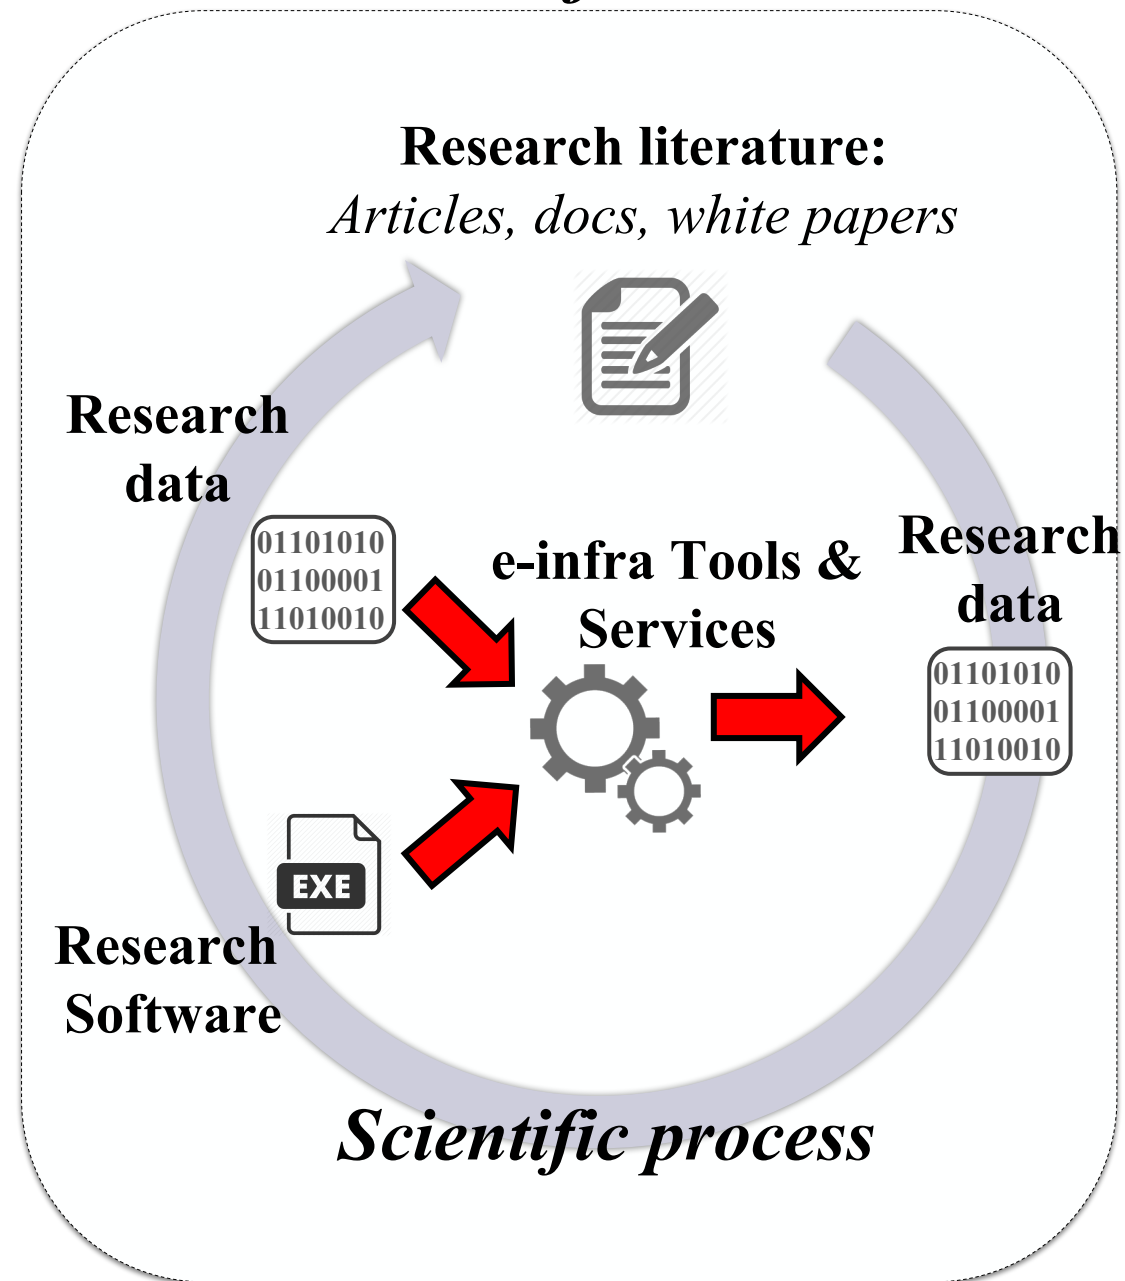 Research literature:
Articles, docs, white papers
Research
data
01101010
01100001
11010010
e-infra Tools &
Services
Research
data
01101010
01100001
11010010
EXE
Research
Software
Scientific process